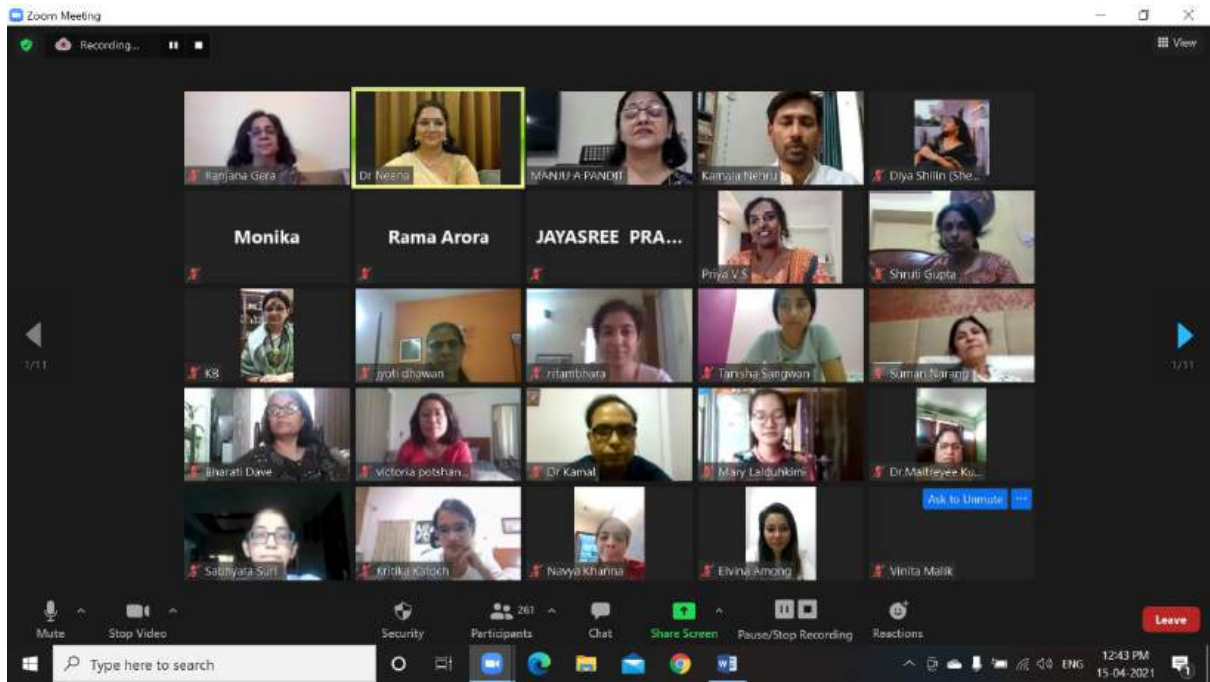 Zoom Meeting
Recording...
View
Ranjana Gera
Dr Neena
MANJU A PANDIT
Kamala Nehru
Diya Shilin (She...
Monika
Rama Arora
JAYASREE PRA...
Priya V.S
Shruti Gupta
1/11
KB
jyoti dhawan
ritambhara
Tanisha Sangwan
Suman Narang
1/11
Bharati Dave
victoria potshan...
Dr Kamal
Mary Lalduhkimi
Dr.Maitreyee Ku...
Ask to Unmute ...
Sabhyata Suri
Kritika Katoch
Navya Khanna
Elvina Among
Vinita Malik
Mute
Stop Video
Security
Participants
261
Chat
Share Screen
Pause/Stop Recording
Reactions
Leave
Type here to search
ENG
12:43 PM
15-04-2021